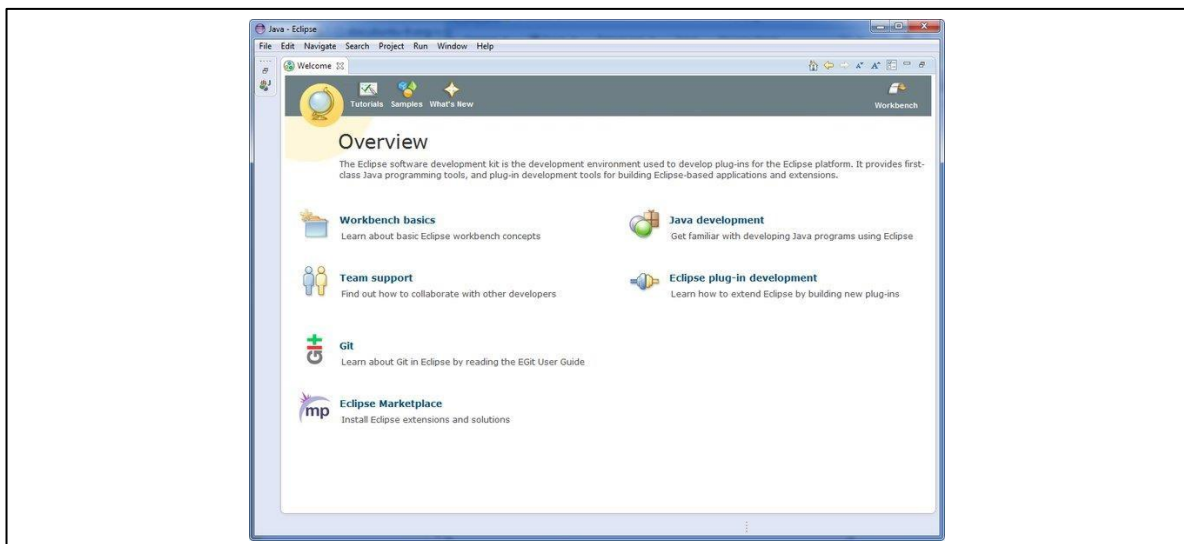 Java - Eclipse
File Edit Navigate Search Project Run Window Help
Welcome
Tutorials Samples What's New
Workbench
Overview
The Eclipse software development kit is the development environment used to develop plug-ins for the Eclipse platform. It provides first-
class Java programming tools, and plug-in development tools for building Eclipse-based applications and extensions.
Workbench basics
Learn about basic Eclipse workbench concepts
Java development
Get familiar with developing Java programs using Eclipse
Team support
Find out how to collaborate with other developers
Eclipse plug-in development
Learn how to extend Eclipse by building new plug-ins
Git
Git
Learn about Git in Eclipse by reading the EGit User Guide
mp
Eclipse Marketplace
Install Eclipse extensions and solutions